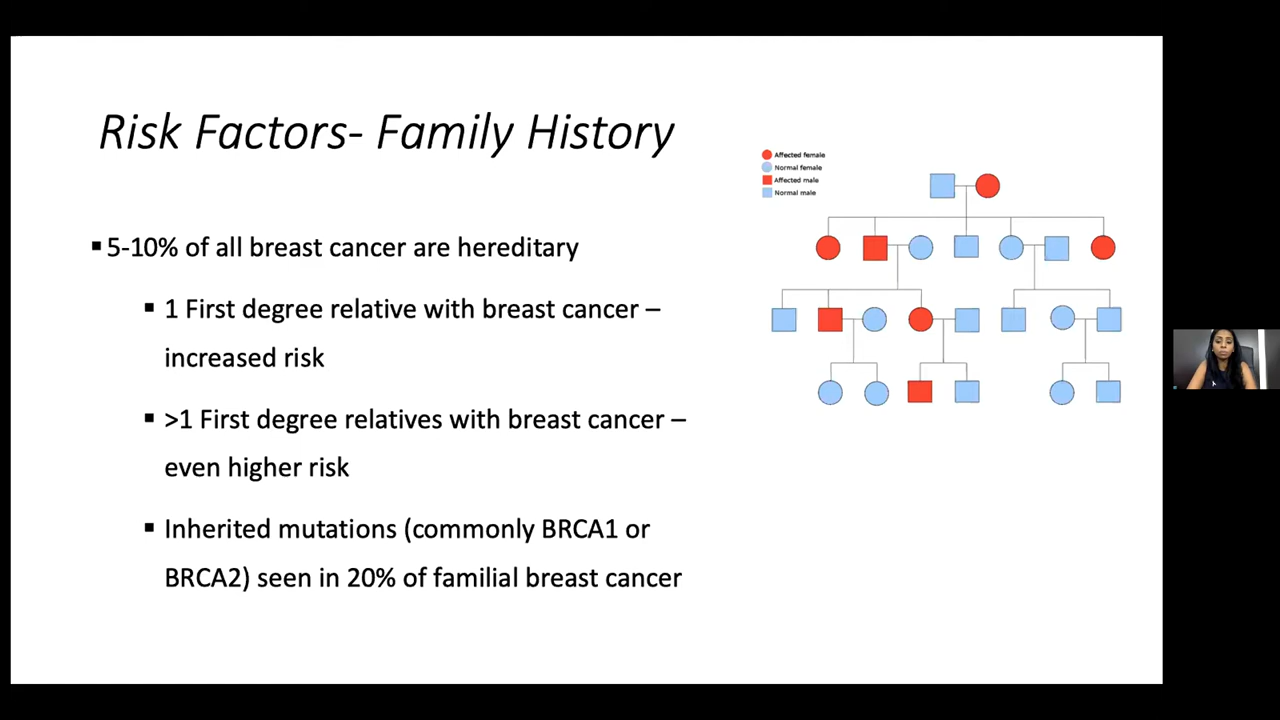 Risk Factors- Family History
▪ 5-10% of all breast cancer are hereditary
▪ 1 First degree relative with breast cancer –
increased risk
▪ >1 First degree relatives with breast cancer –
even higher risk
▪ Inherited mutations (commonly BRCA1 or
BRCA2) seen in 20% of familial breast cancer
Affected female
Normal female
Affected male
Normal male